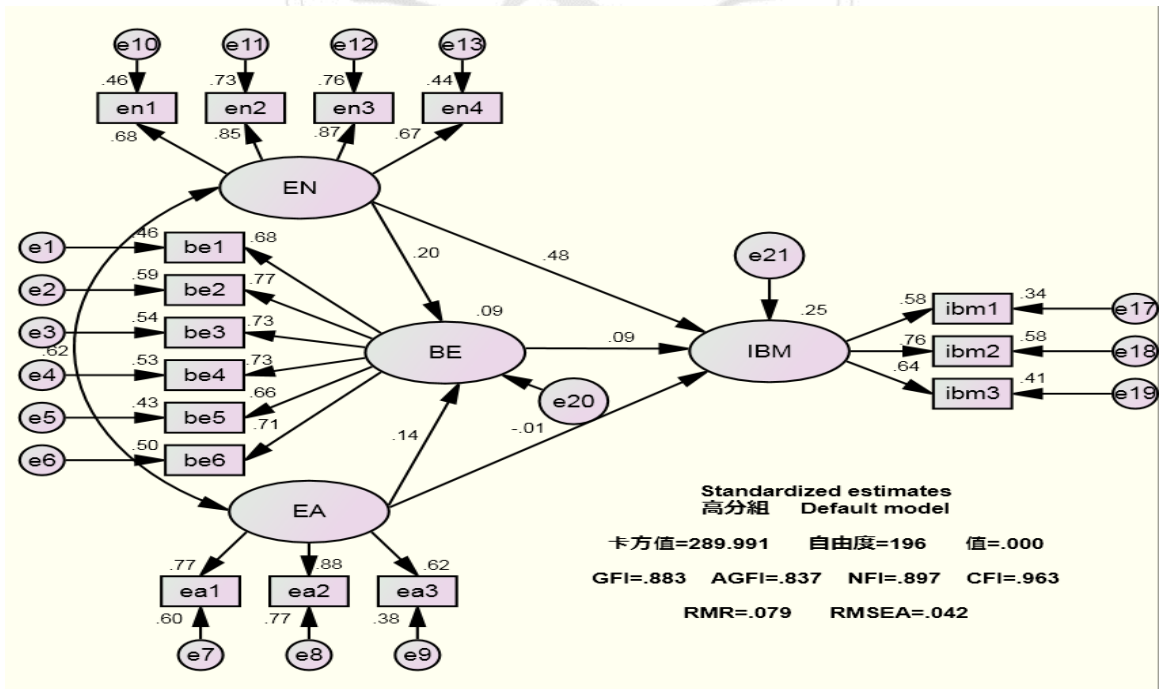 e10 e11 e12 e13
.46 .73 .76 .44
en1 en2 en3 en4
.68 .85 .87 .67
EN
e1 .46 be1 .68
e2 .59 be2 .77
e3 .54 be3 .73
.62
e4 .53 be4 .73
e5 .43 be5 .66
e6 .50 be6 .71
.20
.48
.09
BE
.09
e20
.14
-.01
e21
.25
IBM
.58 ibm1 .34 e17
.76 ibm2 .58 e18
.64 ibm3 .41 e19
EA
.77 .88 .62
ea1 ea2 ea3
.60 .77 .38
e7 e8 e9
Standardized estimates
高分組 Default model
卡方值=289.991 自由度=196 值=.000
GFI=.883 AGFI=.837 NFI=.897 CFI=.963
RMR=.079 RMSEA=.042